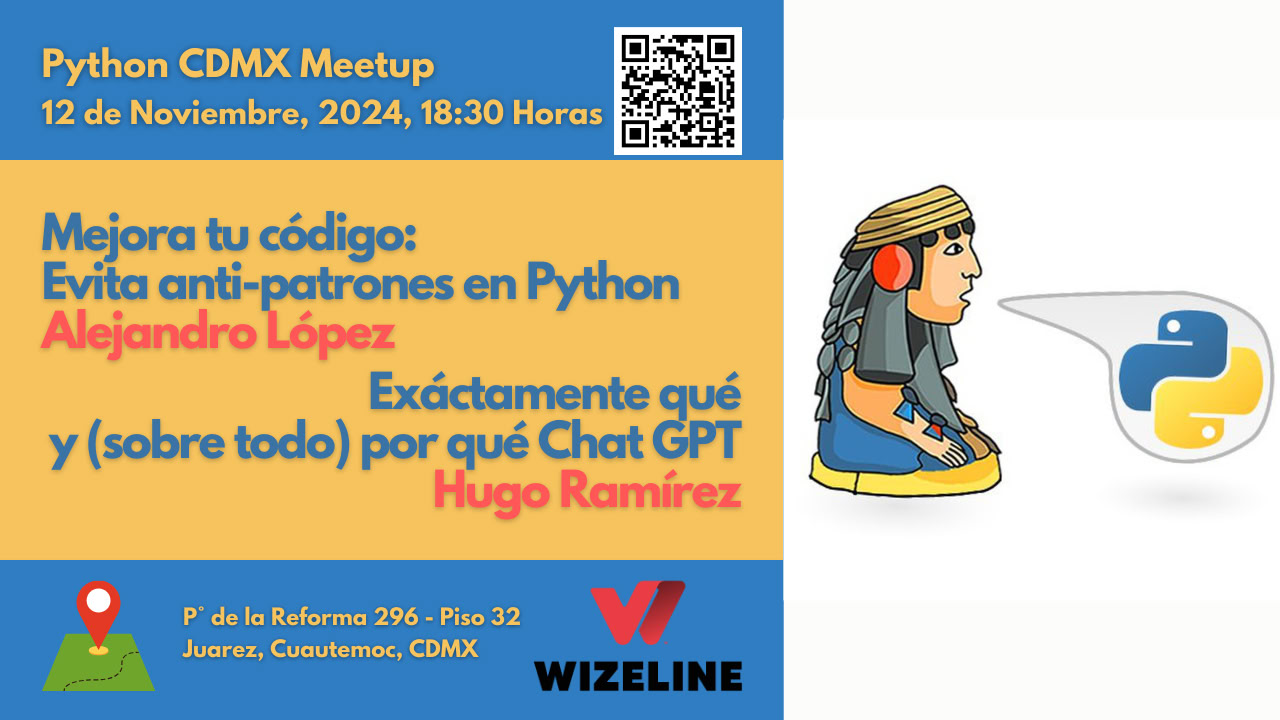 Python CDMX Meetup
12 de Noviembre, 2024, 18:30 Horas
Mejora tu código:
Evita anti-patrones en Python
Alejandro López
Exáctamente qué
y (sobre todo) por qué Chat GPT
Hugo Ramírez
P° de la Reforma 296 - Piso 32
Juarez, Cuautemoc, CDMX
WIZELINE